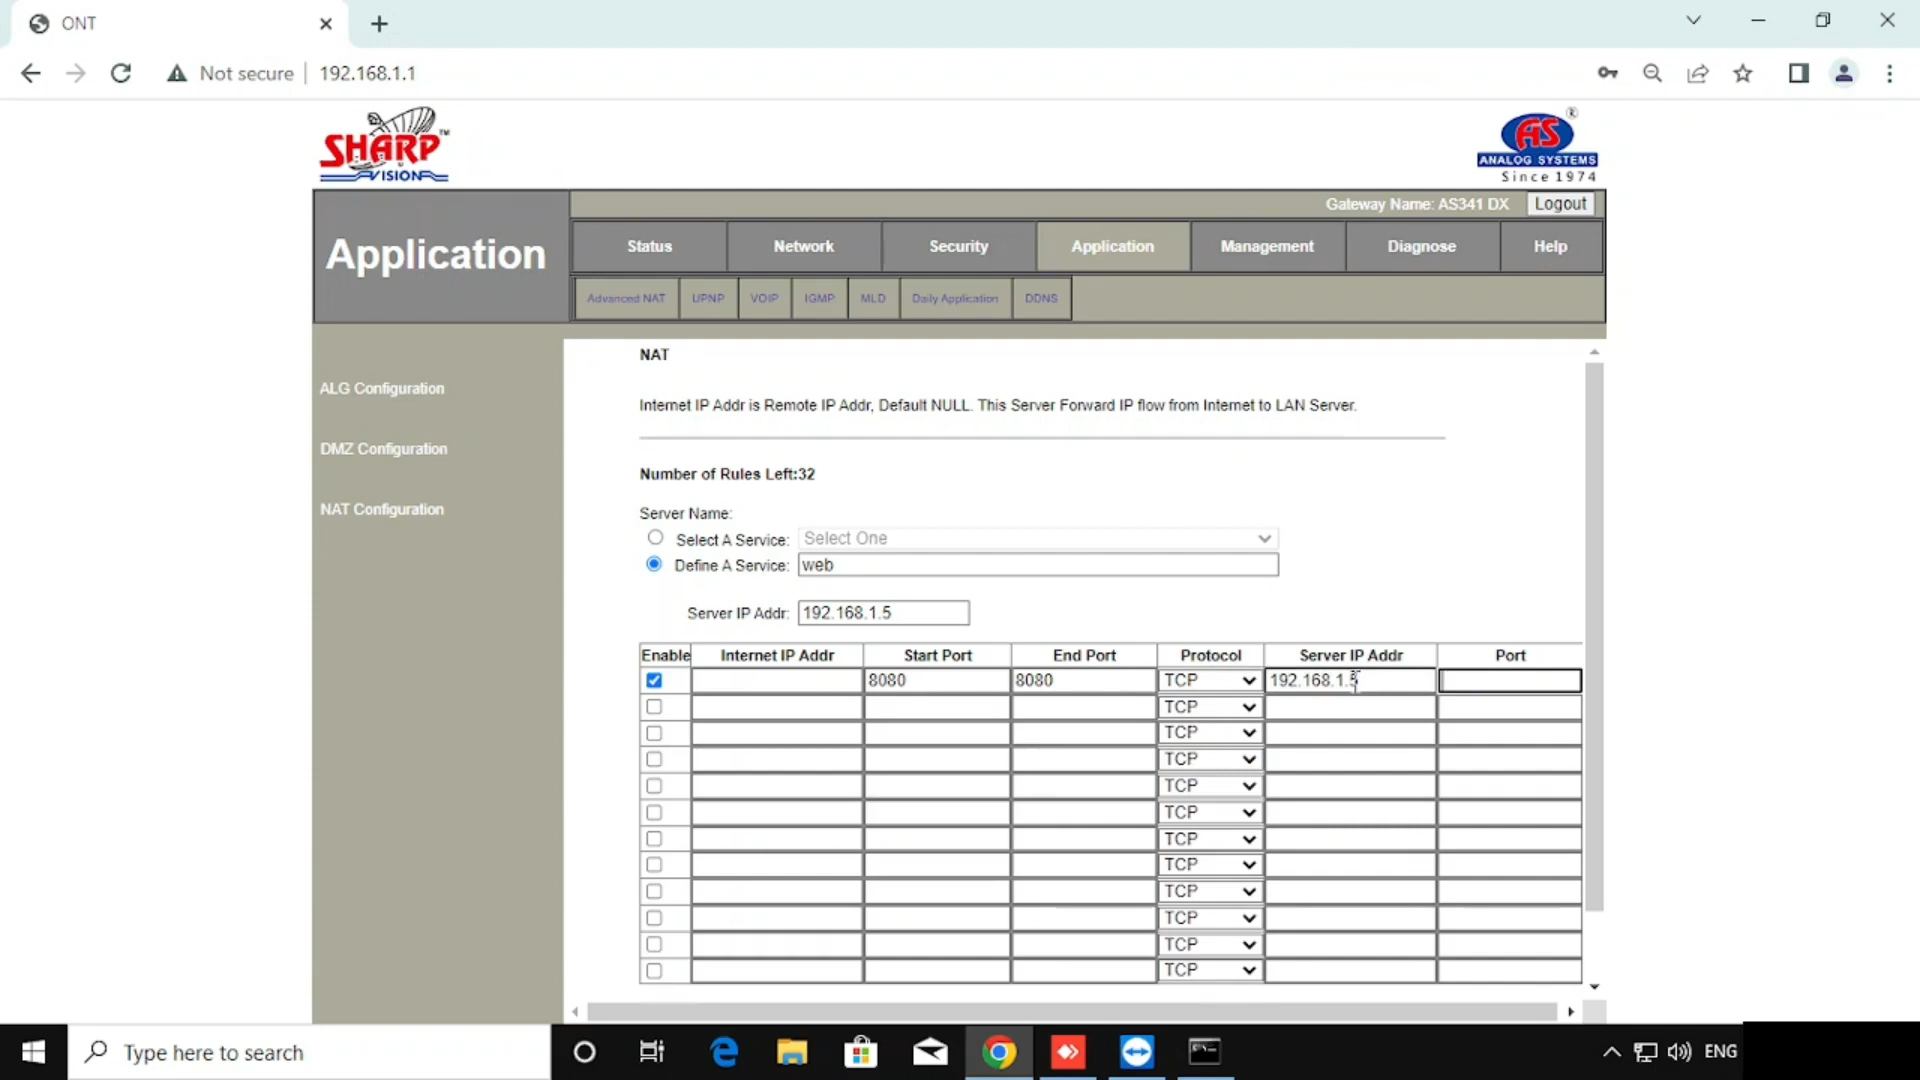 ONT
Not secure
192.168.1.1
SHARP
VISION
TM
AS
®
ANALOG SYSTEMS
Since 1974
Gateway Name: AS341 DX
Logout
Application
Status
Network
Security
Application
Management
Diagnose
Help
Advanced NAT
UPNP
VOIP
IGMP
MLD
Daily Application
DDNS
ALG Configuration
DMZ Configuration
NAT Configuration
NAT
Internet IP Addr is Remote IP Addr, Default NULL. This Server Forward IP flow from Internet to LAN Server.
Number of Rules Left:32
Server Name:
Select A Service: Select One
Define A Service: web
Server IP Addr: 192.168.1.5
Enable Internet IP Addr Start Port End Port Protocol Server IP Addr Port
8080 8080 TCP 192.168.1.5
TCP
TCP
TCP
TCP
TCP
TCP
TCP
TCP
TCP
TCP
TCP
Type here to search
ENG